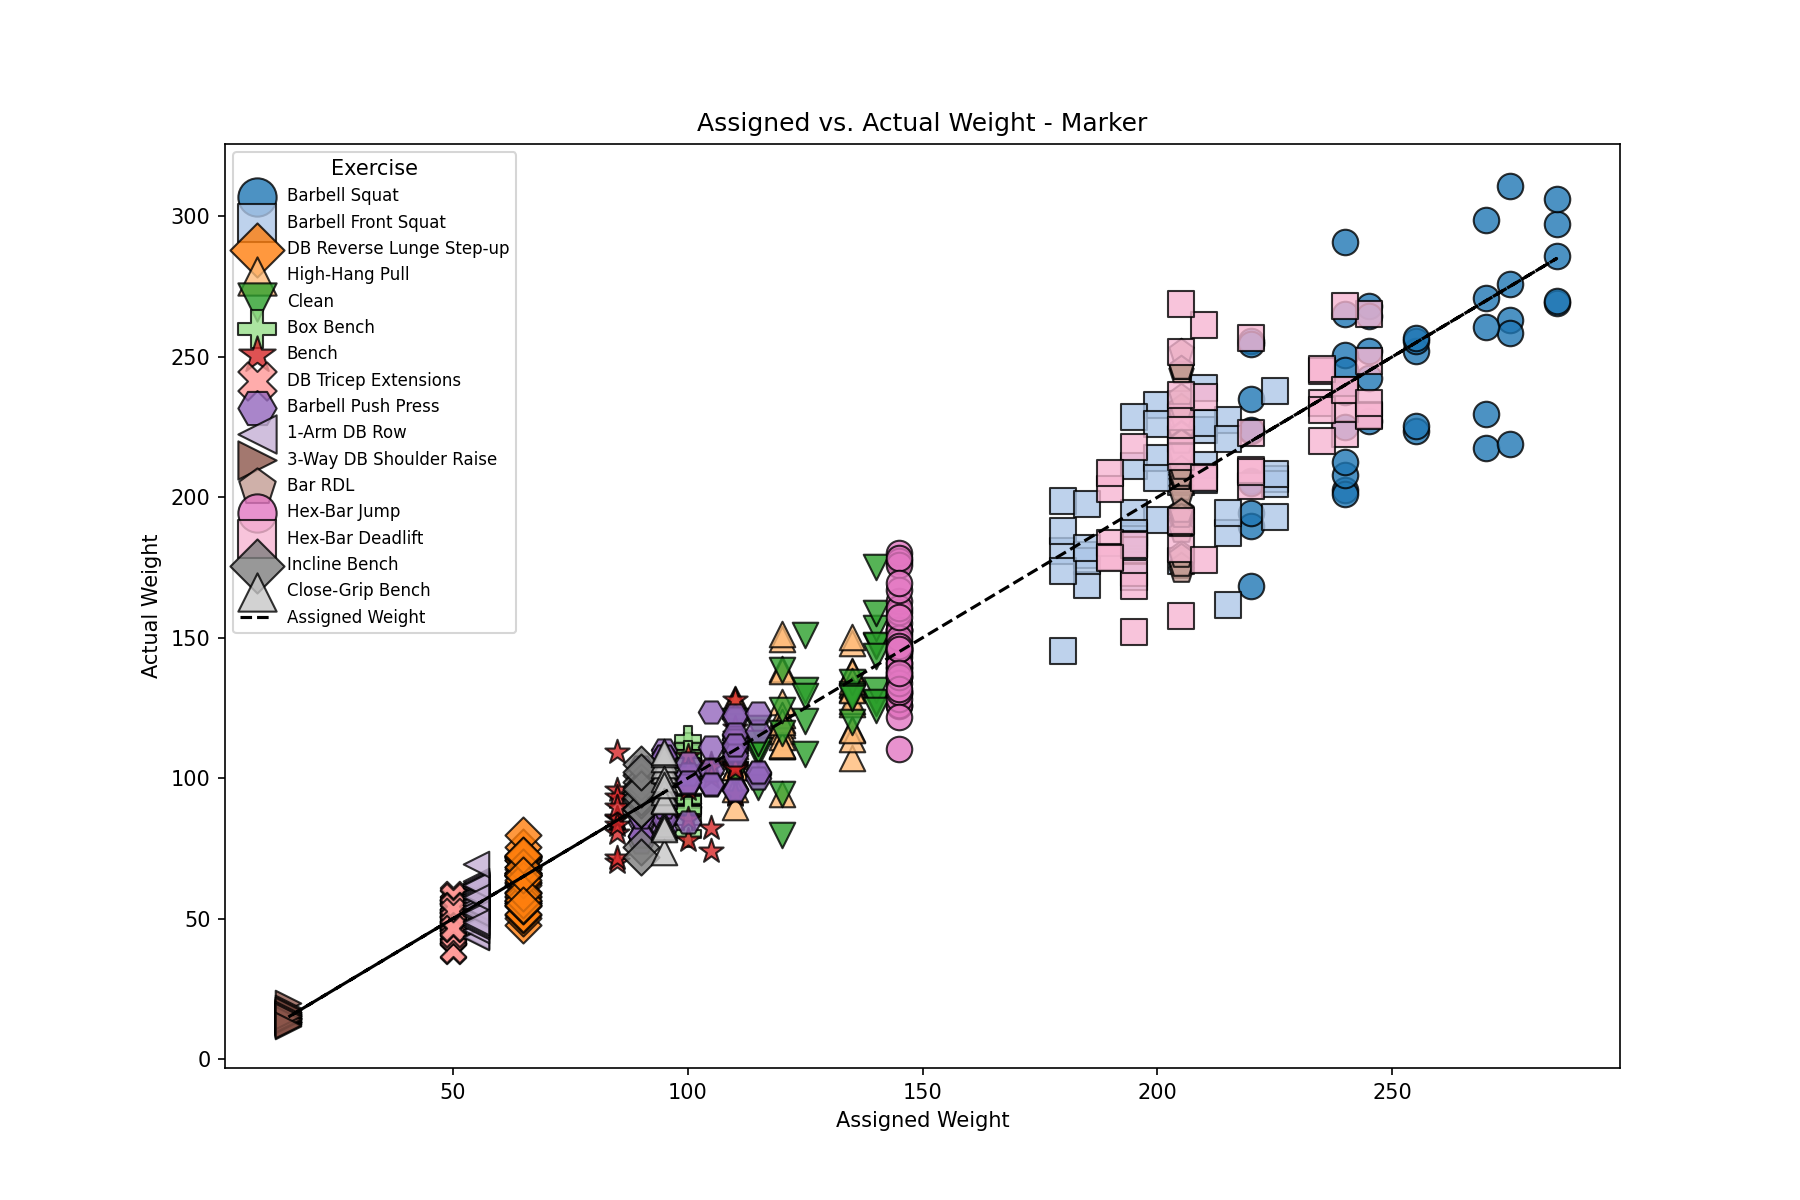 Assigned vs. Actual Weight - Marker
Exercise
Barbell Squat
Barbell Front Squat
DB Reverse Lunge Step-up
High-Hang Pull
Clean
Box Bench
Bench
DB Tricep Extensions
Barbell Push Press
1-Arm DB Row
3-Way DB Shoulder Raise
Bar RDL
Hex-Bar Jump
Hex-Bar Deadlift
Incline Bench
Close-Grip Bench
Assigned Weight
Actual Weight
300
250
200
150
100
50
0
50
100
150
200
250
Assigned Weight